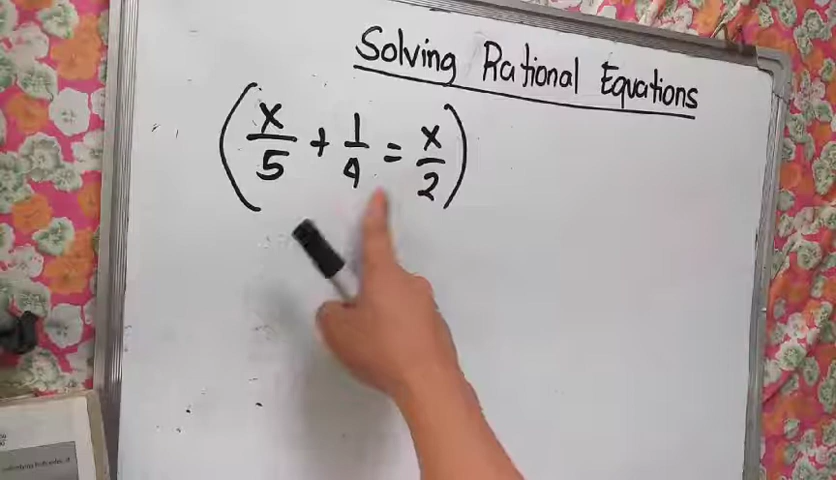 Solving Rational Equations
(x/5 + 1/4 = x/2)